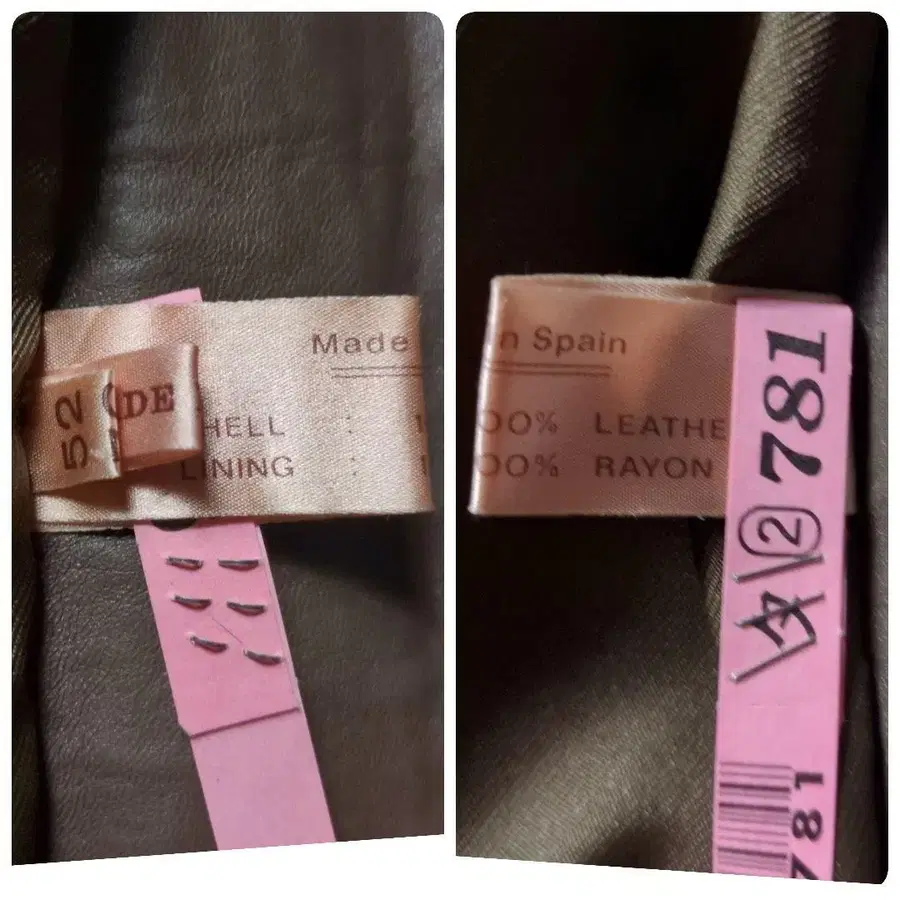 Made
52
DE
HELL :
LINING :
n Spain
00% LEATHE
00% RAYON
781
2
781